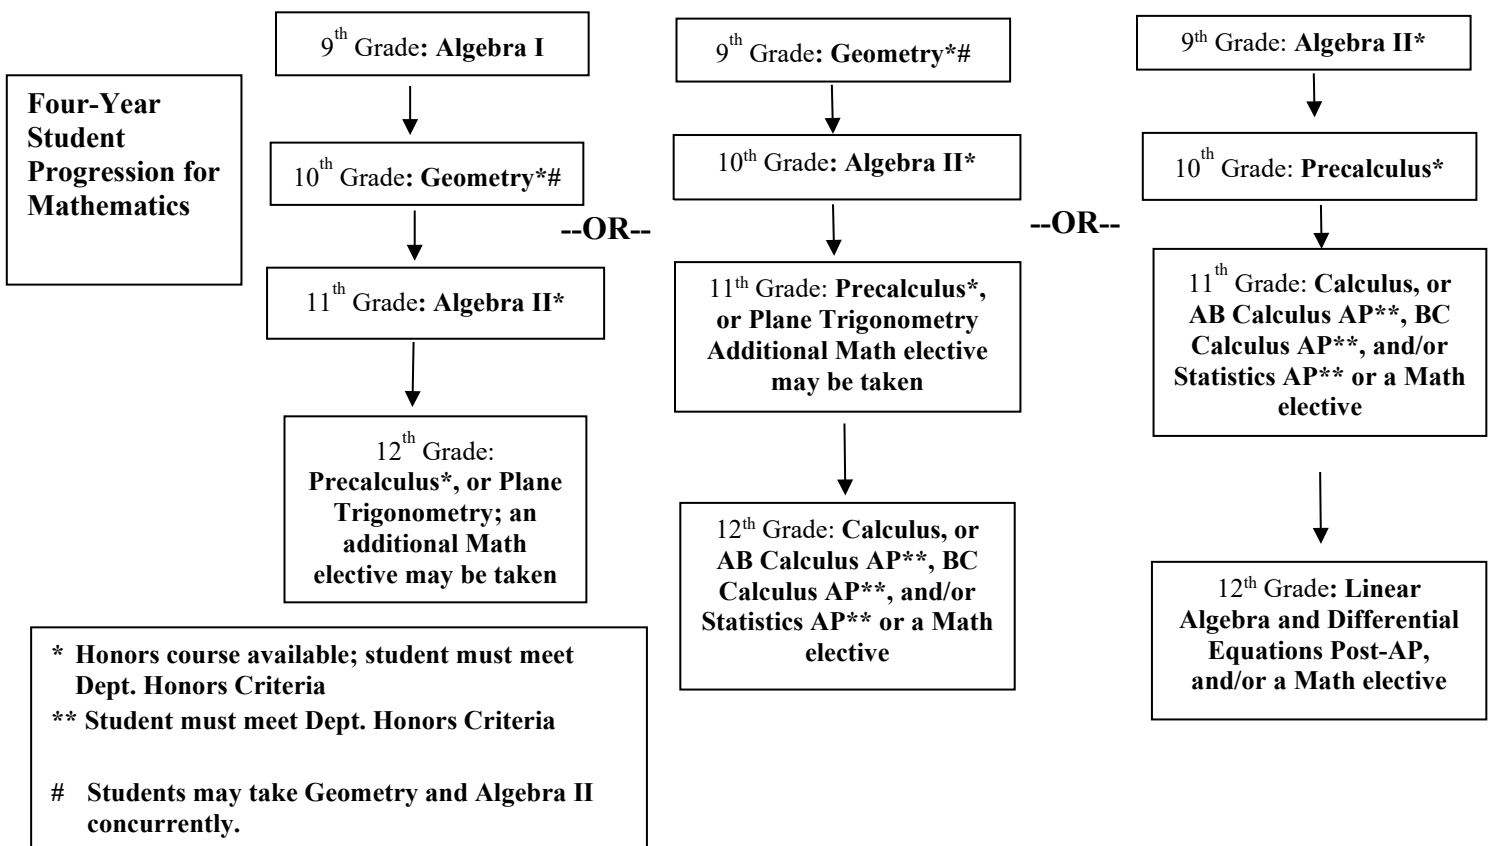 Four-Year
Student
Progression for
Mathematics
9th Grade: Algebra I
10th Grade: Geometry*#
11th Grade: Algebra II*
12th Grade:
Precalculus*, or Plane
Trigonometry; an
additional Math
elective may be taken
--OR--
9th Grade: Geometry*#
10th Grade: Algebra II*
11th Grade: Precalculus*,
or Plane Trigonometry
Additional Math elective
may be taken
12th Grade: Calculus, or
AB Calculus AP**, BC
Calculus AP**, and/or
Statistics AP** or a Math
elective
--OR--
9th Grade: Algebra II*
10th Grade: Precalculus*
11th Grade: Calculus, or
AB Calculus AP**, BC
Calculus AP**, and/or
Statistics AP** or a Math
elective
12th Grade: Linear
Algebra and Differential
Equations Post-AP,
and/or a Math elective
* Honors course available; student must meet
Dept. Honors Criteria
** Student must meet Dept. Honors Criteria
# Students may take Geometry and Algebra II
concurrently.